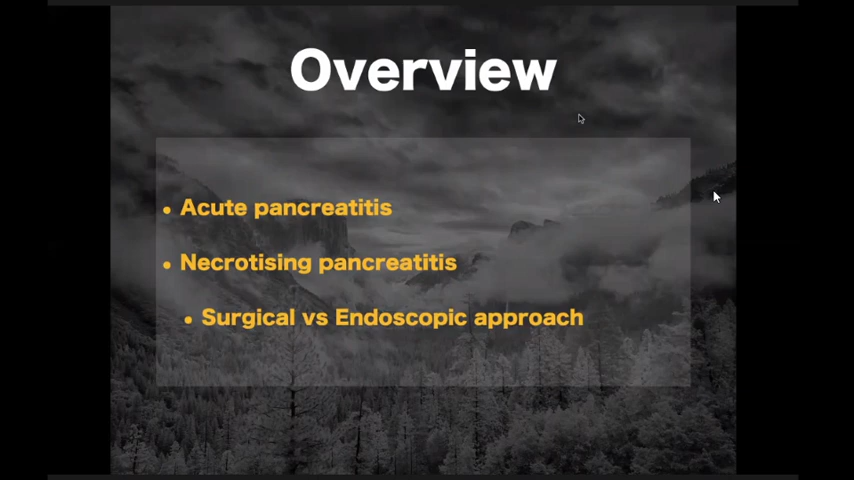 Overview
• Acute pancreatitis
• Necrotising pancreatitis
• Surgical vs Endoscopic approach